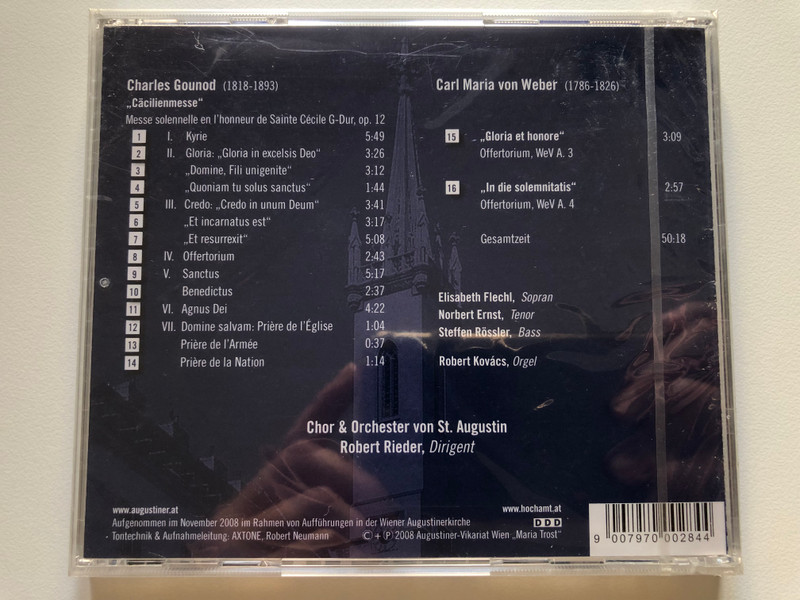 Charles Gounod (1818-1893)
„Cäcilienmesse“
Messe solennelle en l'honneur de Sainte Cécile G-Dur, op. 12
1 I. Kyrie 5:49
2 II. Gloria: „Gloria in excelsis Deo“ 3:26
3 „Domine, Fili unigenite“ 3:12
4 „Quoniam tu solus sanctus“ 1:44
5 III. Credo: „Credo in unum Deum“ 3:41
6 „Et incarnatus est“ 3:17
7 „Et resurrexit“ 5:08
8 IV. Offertorium 2:43
9 V. Sanctus 5:17
10 Benedictus 2:37
11 VI. Agnus Dei 4:22
12 VII. Domine salvam: Prière de l'Église 1:04
13 Prière de l'Armée 0:37
14 Prière de la Nation 1:14
Carl Maria von Weber (1786-1826)
15 „Gloria et honore“ 3:09
Offertorium, WeV A. 3
16 „In die solemnitatis“ 2:57
Offertorium, WeV A. 4
Gesamtzeit 50:18
Elisabeth Flechl, Sopran
Norbert Ernst, Tenor
Steffen Rössler, Bass
Robert Kovács, Orgel
Chor & Orchester von St. Augustin
Robert Rieder, Dirigent
www.augustiner.at
Aufgenommen im November 2008 im Rahmen von Aufführungen in der Wiener Augustinerkirche
Tontechnik & Aufnahmeleitung: AXTONE, Robert Neumann
www.hochamt.at
DDD
© + ℗ 2008 Augustiner-Vikariat Wien „Maria Trost“
9 007970 002844